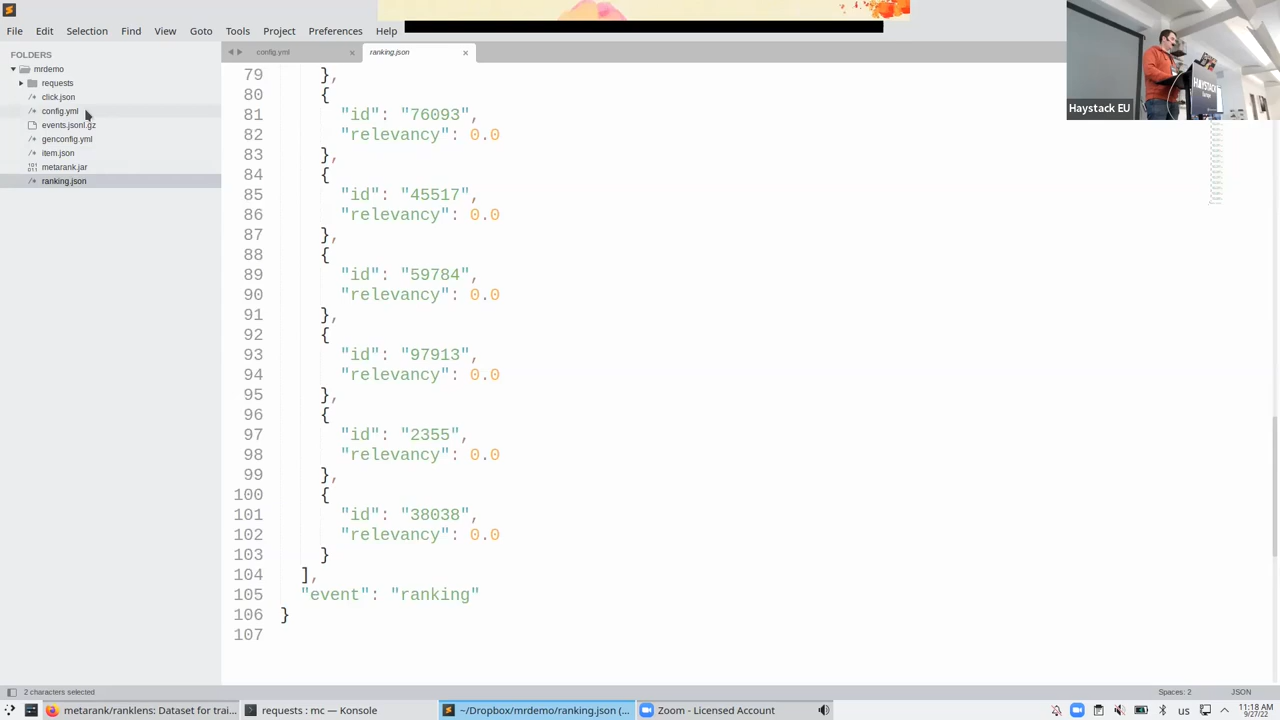 File Edit Selection Find View Goto Tools Project Preferences Help
FOLDERS
mrdemo
requests
click.json
config.yml
events.jsonl.gz
genconfig.yml
item.json
metarank.jar
ranking.json
config.yml
ranking.json
79 },
80 {
81 "id": "76093",
82 "relevancy": 0.0
83 },
84 {
85 "id": "45517",
86 "relevancy": 0.0
87 },
88 {
89 "id": "59784",
90 "relevancy": 0.0
91 },
92 {
93 "id": "97913",
94 "relevancy": 0.0
95 },
96 {
97 "id": "2355",
98 "relevancy": 0.0
99 },
100 {
101 "id": "38038",
102 "relevancy": 0.0
103 }
104 ],
105 "event": "ranking"
106 }
107
HAYSTACK
Haystack EU
2 characters selected
Spaces: 2
JSON
metarank/ranklens: Dataset for trai...
requests : mc — Konsole
~/Dropbox/mrdemo/ranking.json (...
Zoom - Licensed Account
us
11:18 AM
9/27/22